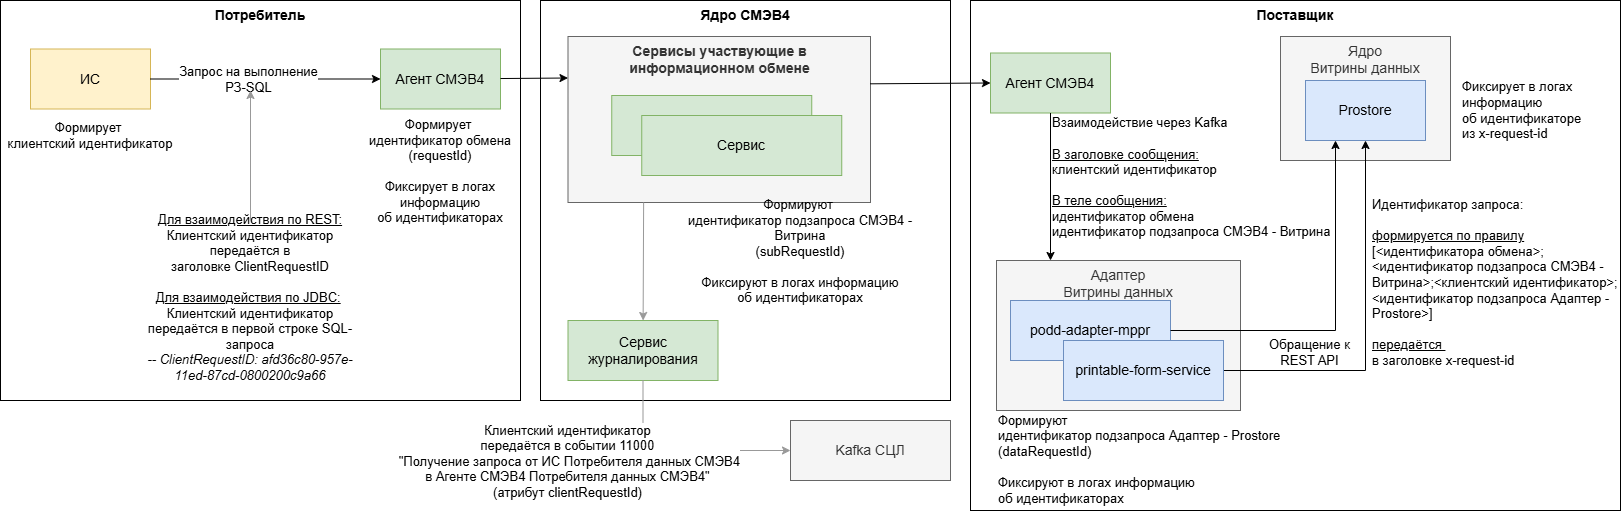 Потребитель
ИС
Запрос на выполнение
РЗ-SQL
Агент СМЭВ4
Формирует
клиентский идентификатор
Формирует
идентификатор обмена
(requestId)
Фиксирует в логах
информацию
об идентификаторах
Для взаимодействия по REST:
Клиентский идентификатор
передаётся в
заголовке ClientRequestID
Для взаимодействия по JDBC:
Клиентский идентификатор
передаётся в первой строке SQL-
запроса
-- ClientRequestID: afd36c80-957e-
11ed-87cd-0800200c9a66
Ядро СМЭВ4
Сервисы участвующие в
информационном обмене
Сервис
Формируют
идентификатор подзапроса СМЭВ4 -
Витрина
(subRequestId)
Фиксируют в логах информацию
об идентификаторах
Сервис
журналирования
Клиентский идентификатор
передаётся в событии 11000
"Получение запроса от ИС Потребителя данных СМЭВ4
в Агенте СМЭВ4 Потребителя данных СМЭВ4"
(атрибут clientRequestId)
Kafka СЦЛ
Поставщик
Агент СМЭВ4
Взаимодействие через Kafka
В заголовке сообщения:
клиентский идентификатор
В теле сообщения:
идентификатор обмена
идентификатор подзапроса СМЭВ4 - Витрина
Ядро
Витрины данных
Prostore
Фиксирует в логах
информацию
об идентификаторе
из x-request-id
Идентификатор запроса:
формируется по правилу
[<идентификатора обмена>;
<идентификатор подзапроса СМЭВ4 -
Витрина>;<клиентский идентификатор>;
<идентификатор подзапроса Адаптер -
Prostore>]
передаётся
в заголовке x-request-id
Адаптер
Витрины данных
podd-adapter-mppr
printable-form-service
Обращение к
REST API
Формируют
идентификатор подзапроса Адаптер - Prostore
(dataRequestId)
Фиксируют в логах информацию
об идентификаторах